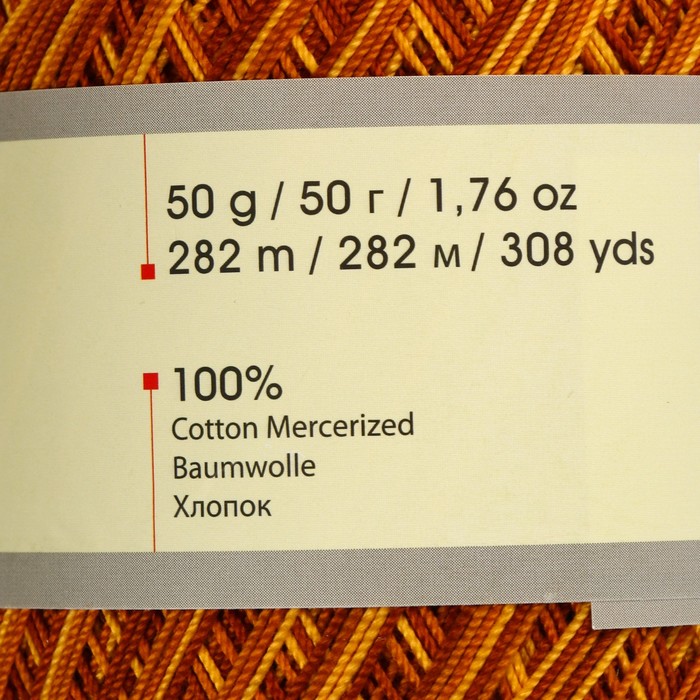 50 g / 50 г / 1,76 oz
282 m / 282 м / 308 yds
100%
Cotton Mercerized
Baumwolle
Хлопок